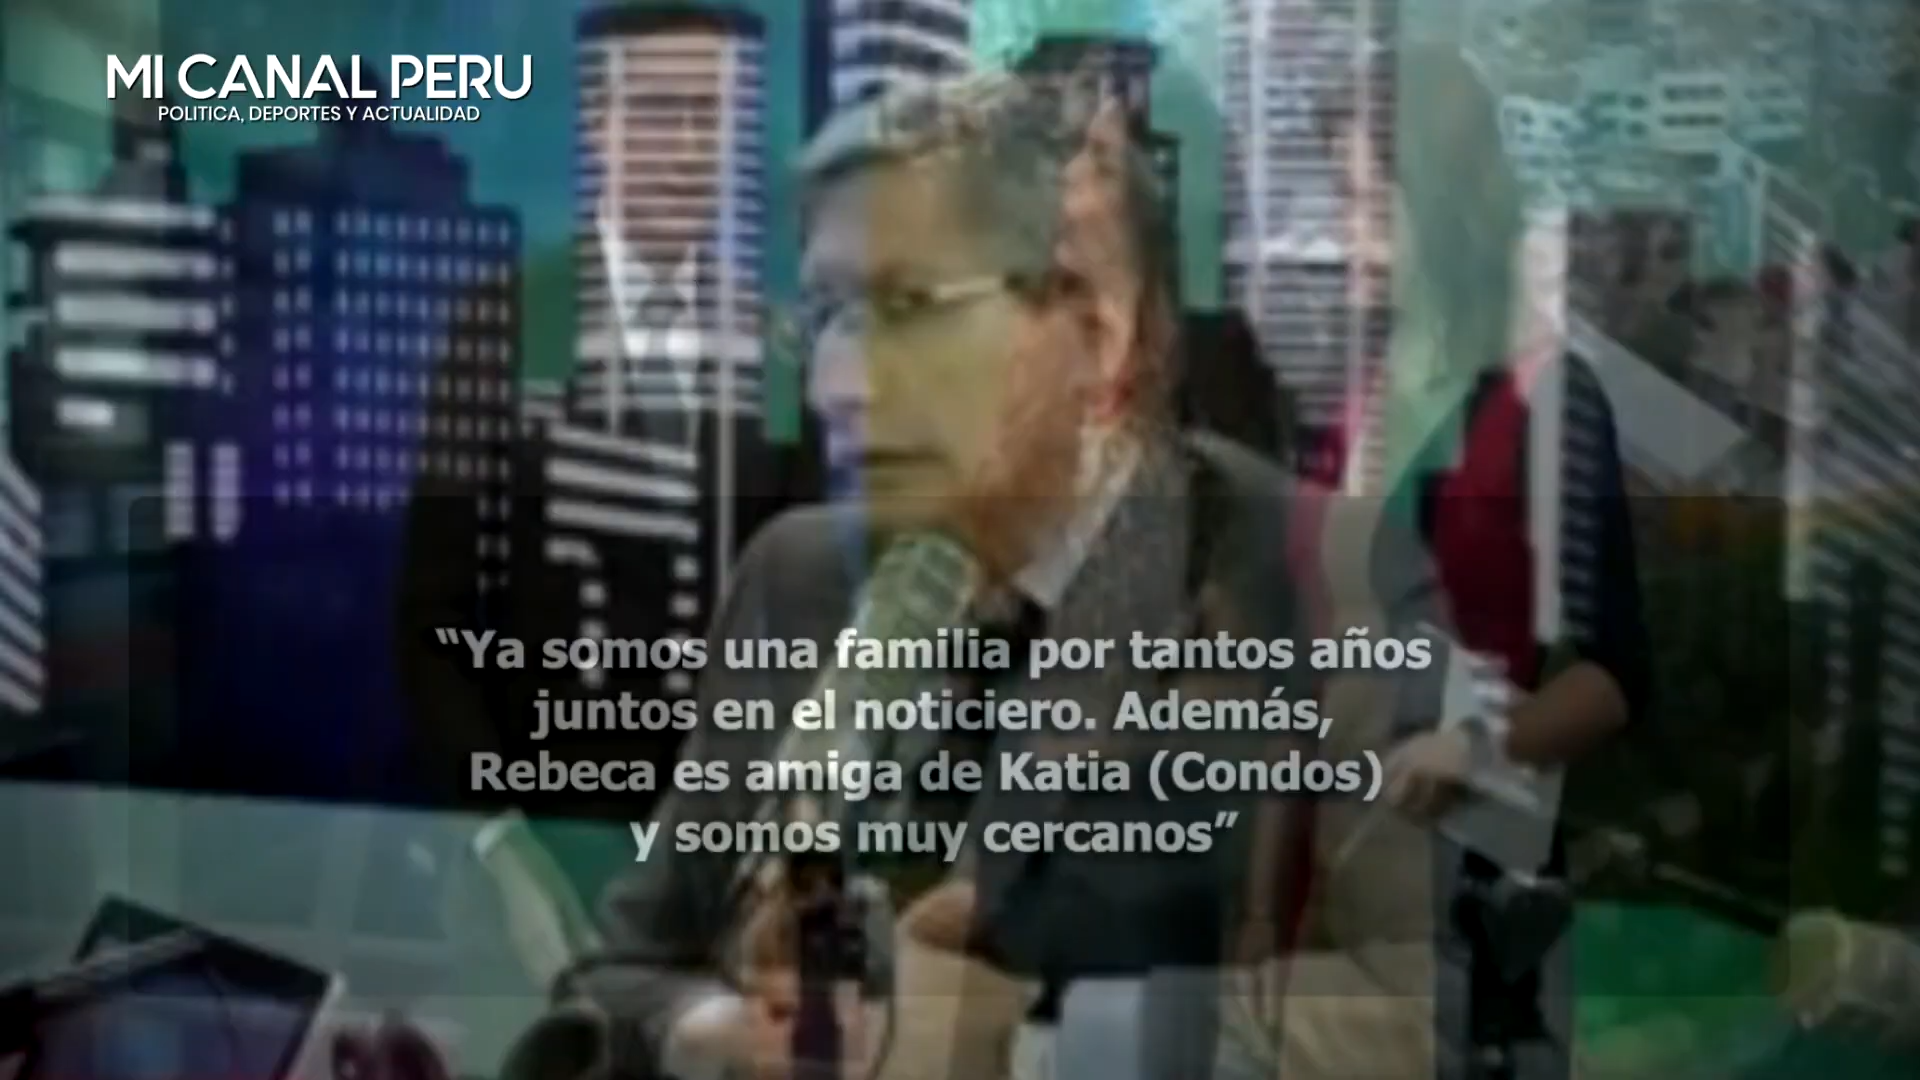 MI CANAL PERU
POLITICA, DEPORTES Y ACTUALIDAD
“Ya somos una familia por tantos años
juntos en el noticiero. Además,
Rebeca es amiga de Katia (Condos)
y somos muy cercanos”